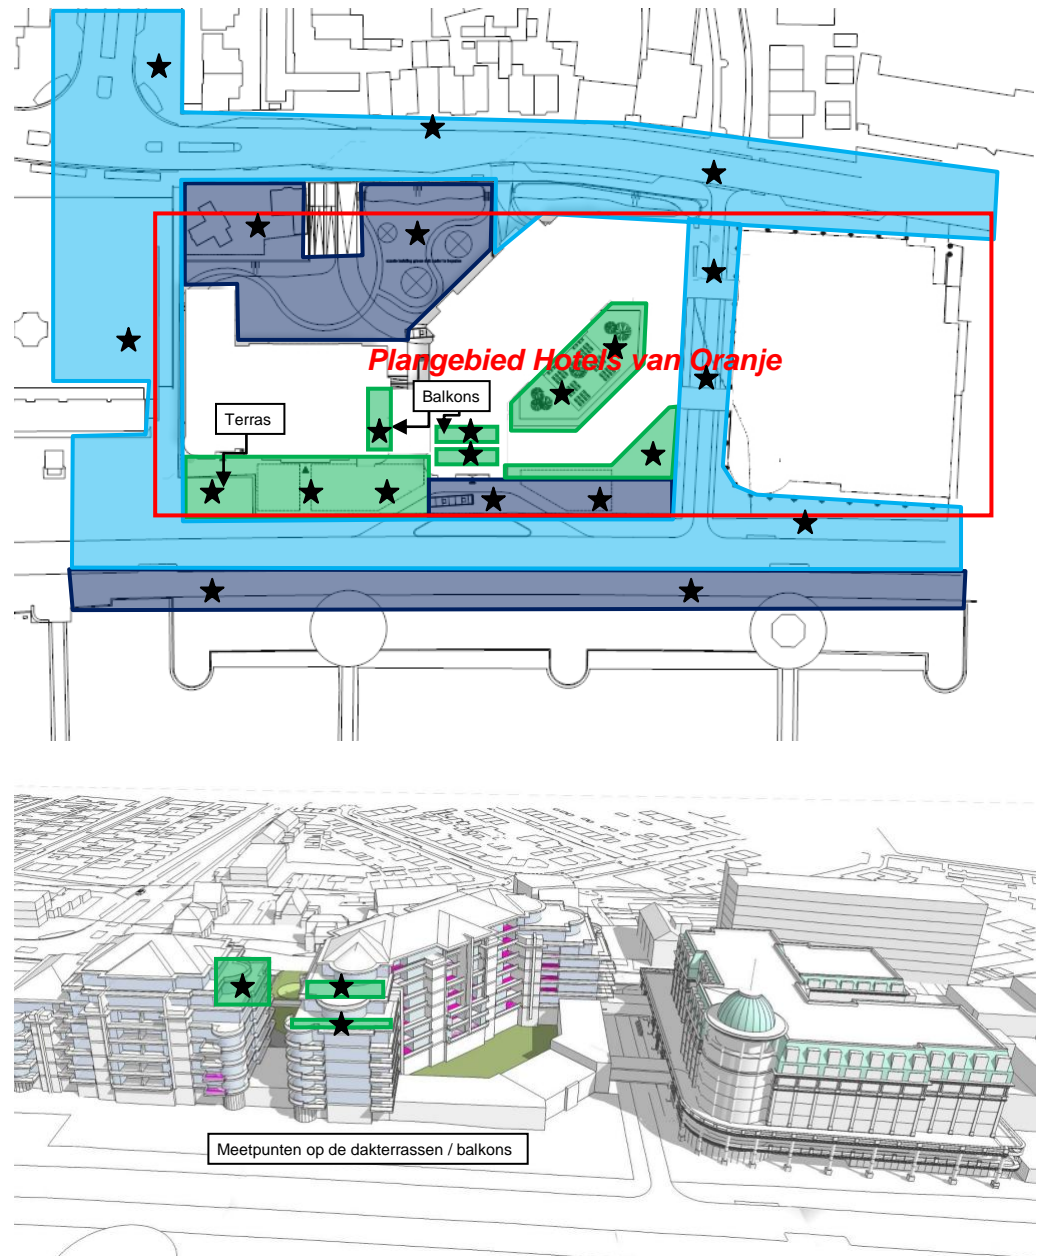 Plangebied Hotels van Oranje
Balkons
Terras
Meetpunten op de dakterrassen / balkons